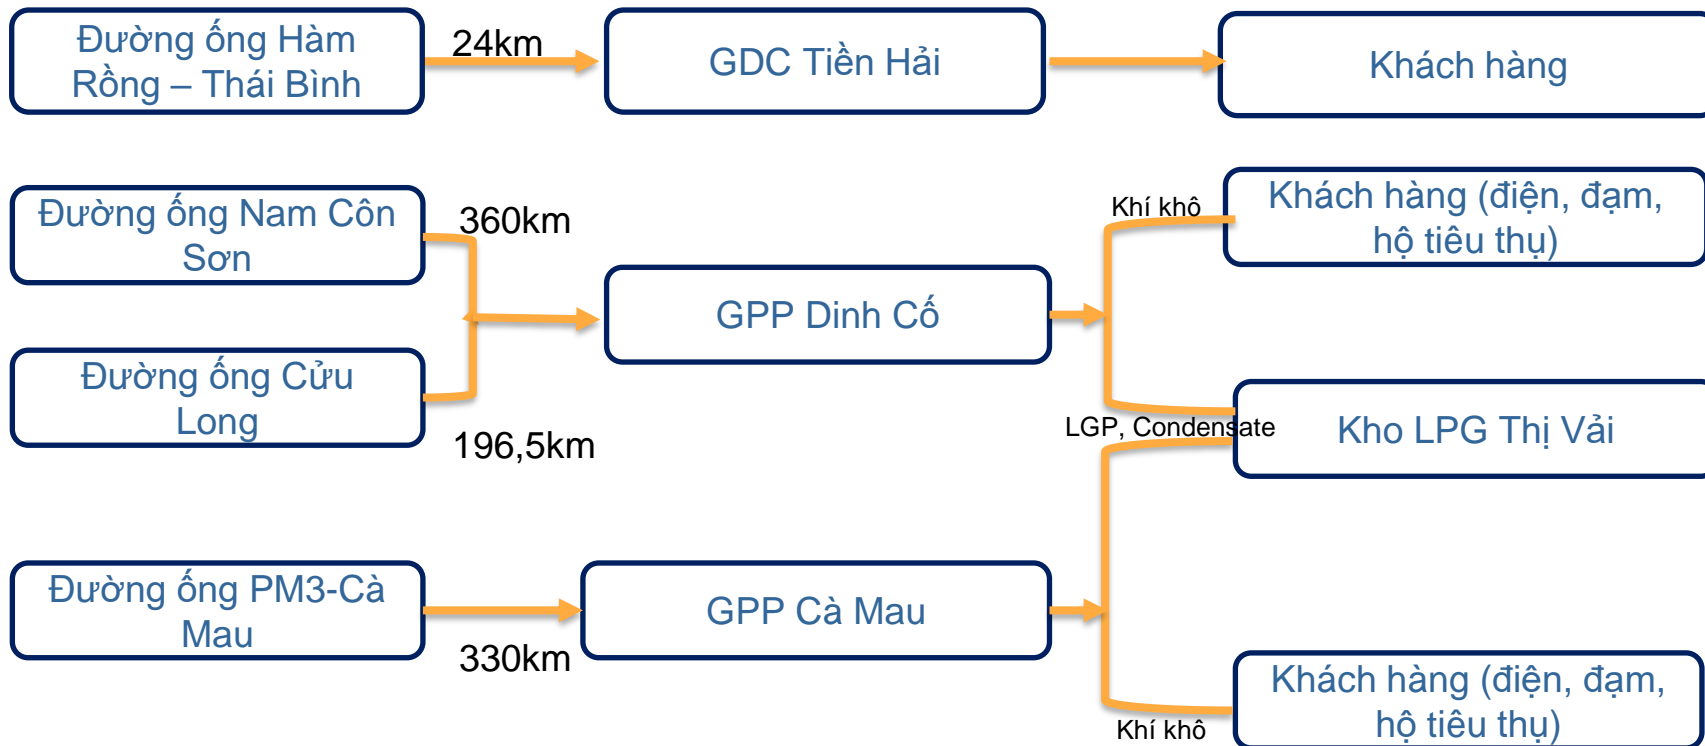 Đường ống Hàm
Rồng – Thái Bình
24km
GDC Tiền Hải
Khách hàng
Đường ống Nam Côn
Sơn
360km
Đường ống Cửu
Long
196,5km
GPP Dinh Cố
Khí khô
Khách hàng (điện, đạm,
hộ tiêu thụ)
LGP, Condensate
Kho LPG Thị Vải
Đường ống PM3-Cà
Mau
330km
GPP Cà Mau
Khí khô
Khách hàng (điện, đạm,
hộ tiêu thụ)